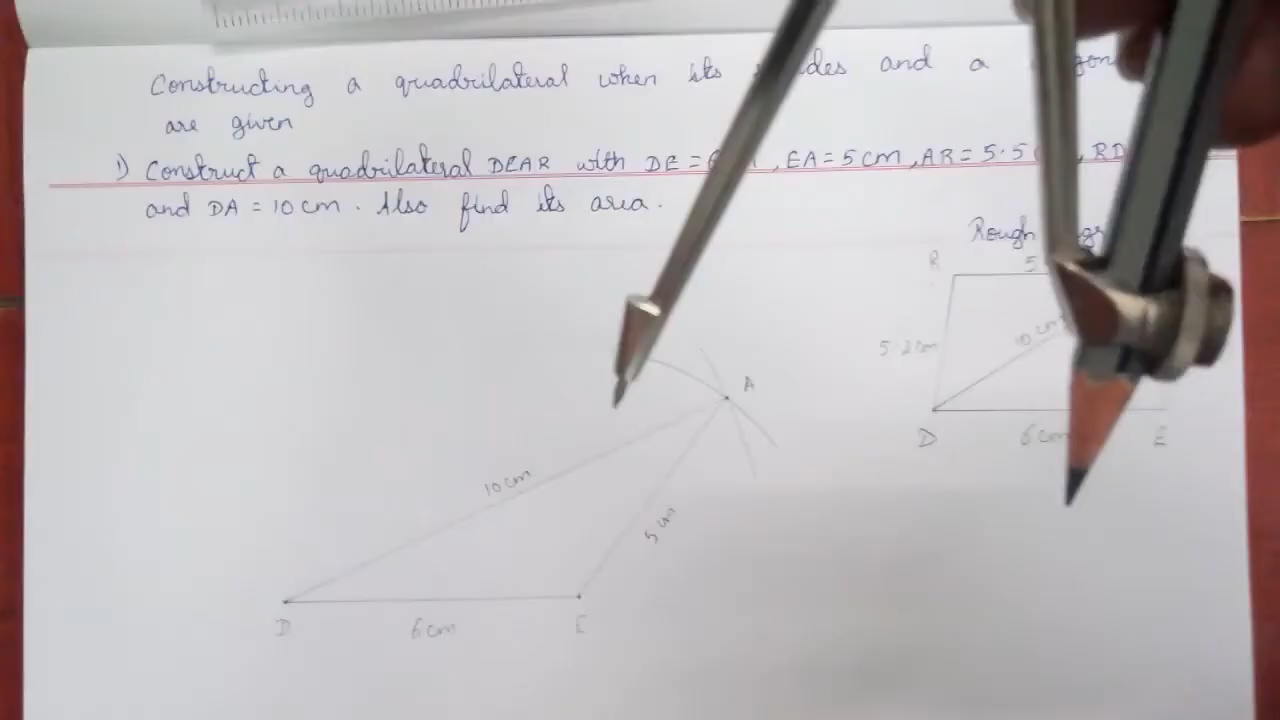 Constructing a quadrilateral when its and a
are given
1) Construct a quadrilateral DEAR with DE = , EA = 5 cm , AR = 5.5 , RD
and DA = 10 cm . Also find its area .
Rough
R 5
5.2 cm
10 cm
D 6 cm E
A
10 cm
5 cm
D 6 cm E